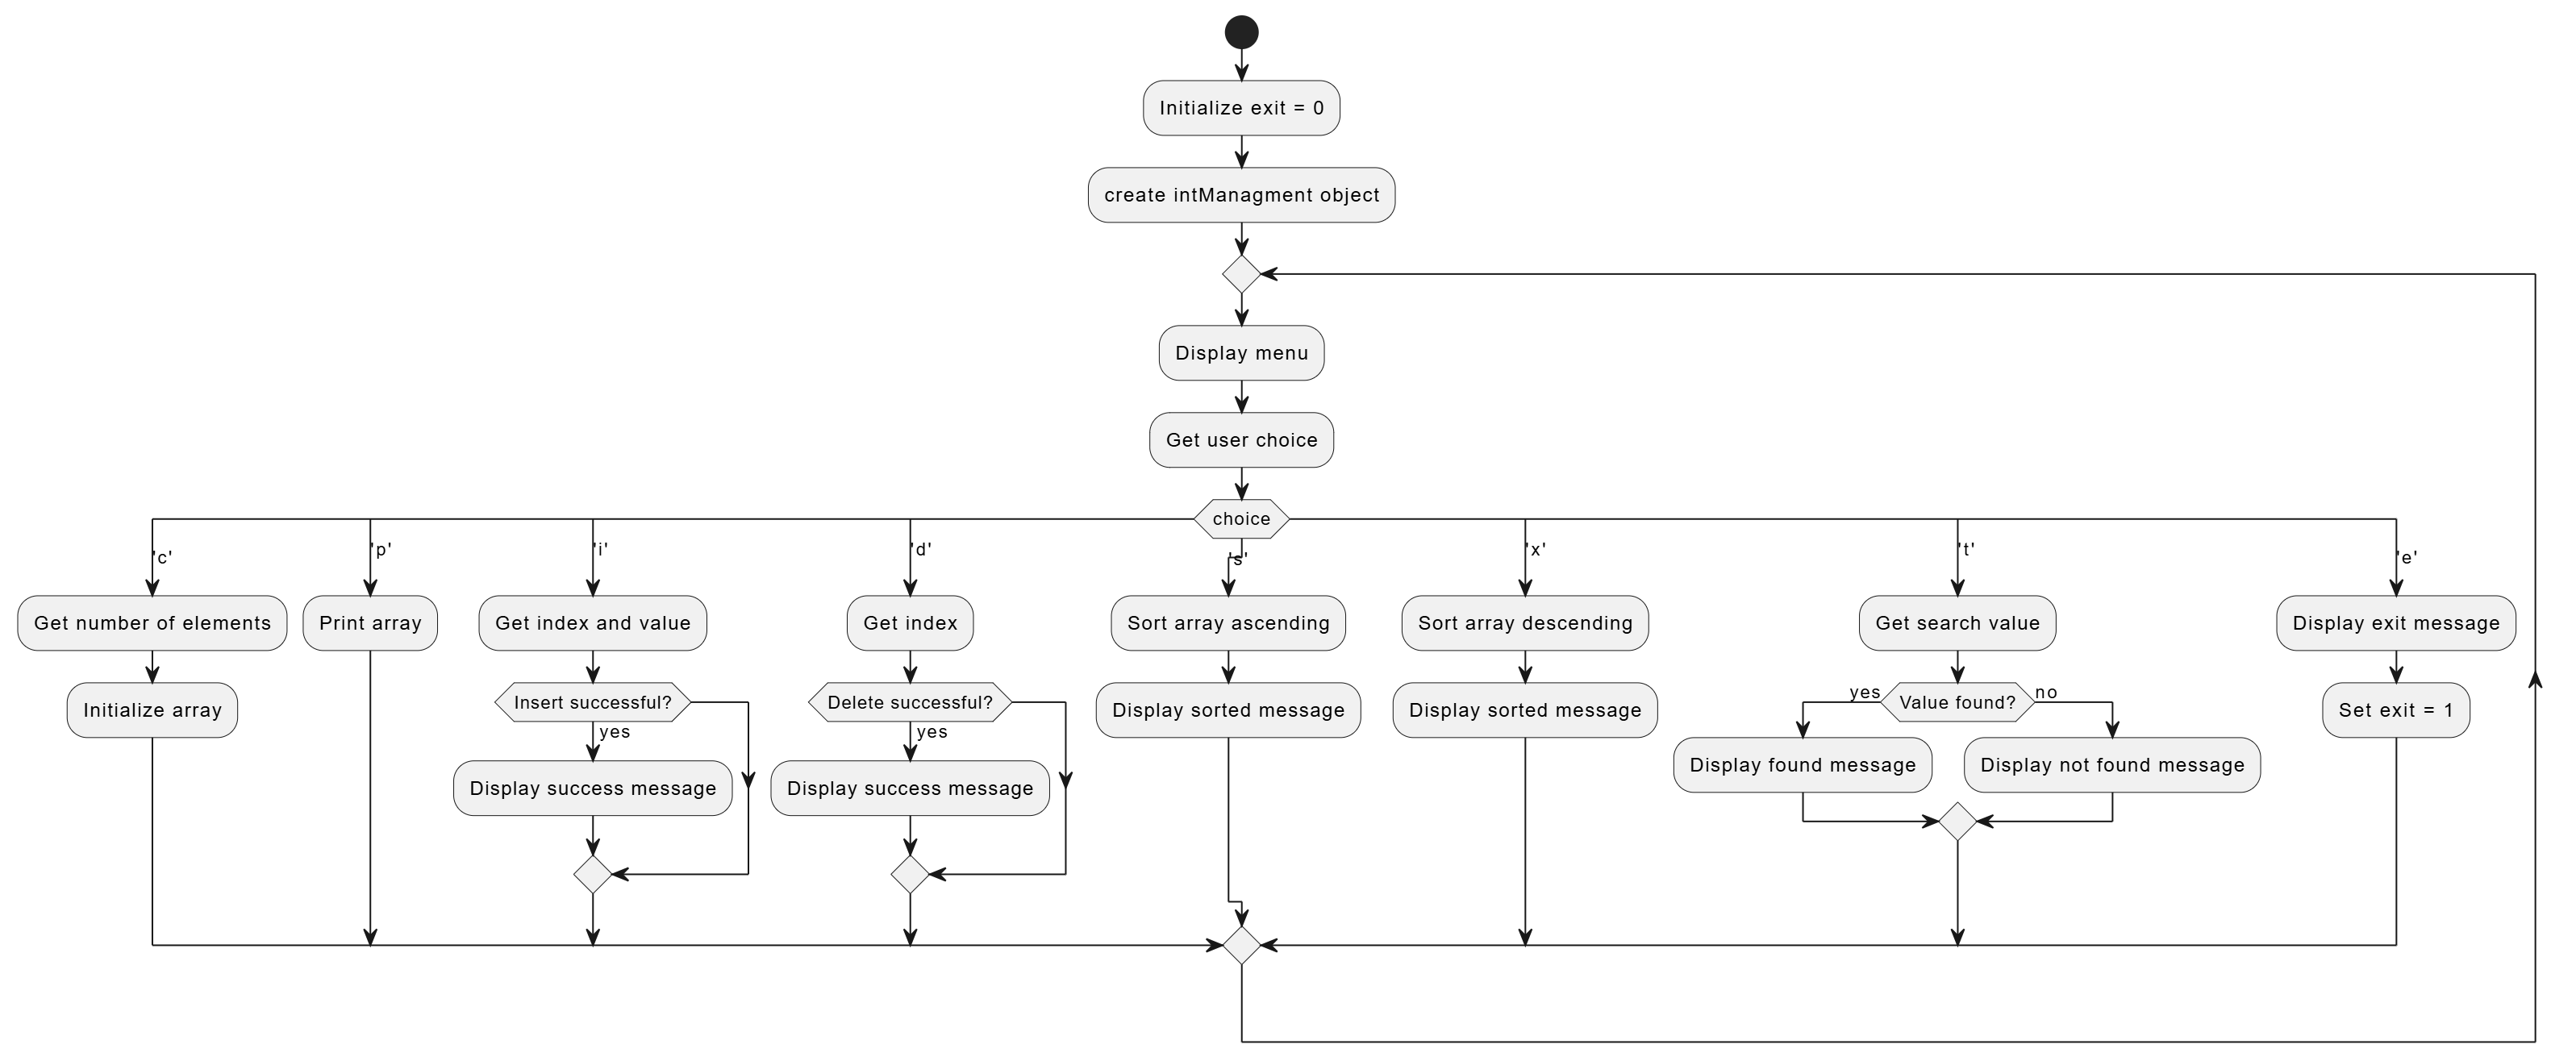 Initialize exit = 0
create intManagment object
Display menu
Get user choice
choice
'c'
'p'
'i'
'd'
's'
'x'
't'
'e'
Get number of elements
Print array
Get index and value
Get index
Sort array ascending
Sort array descending
Get search value
Display exit message
Initialize array
Insert successful?
Delete successful?
Display sorted message
Display sorted message
yes
Value found?
no
Set exit = 1
yes
yes
Display found message
Display not found message
Display success message
Display success message